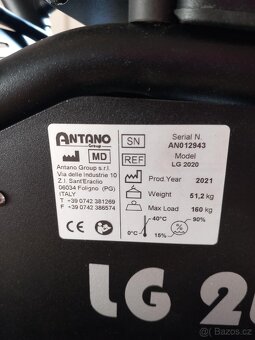 ANTANO
Group
MD
Antano Group s.r.l.
Via delle Industrie 10
Z.I. Sant'Eraclio
06034 Foligno (PG)
ITALY
T +39 0742 381269
F +39 0742 386574
CE
SN
Serial N.
AN012943
REF
Model
LG 2020
Prod.Year 2021
Weight 51,2kg
Max Load 160 kg
0°C 40°C
15% 90%
LG 20
bazos.cz